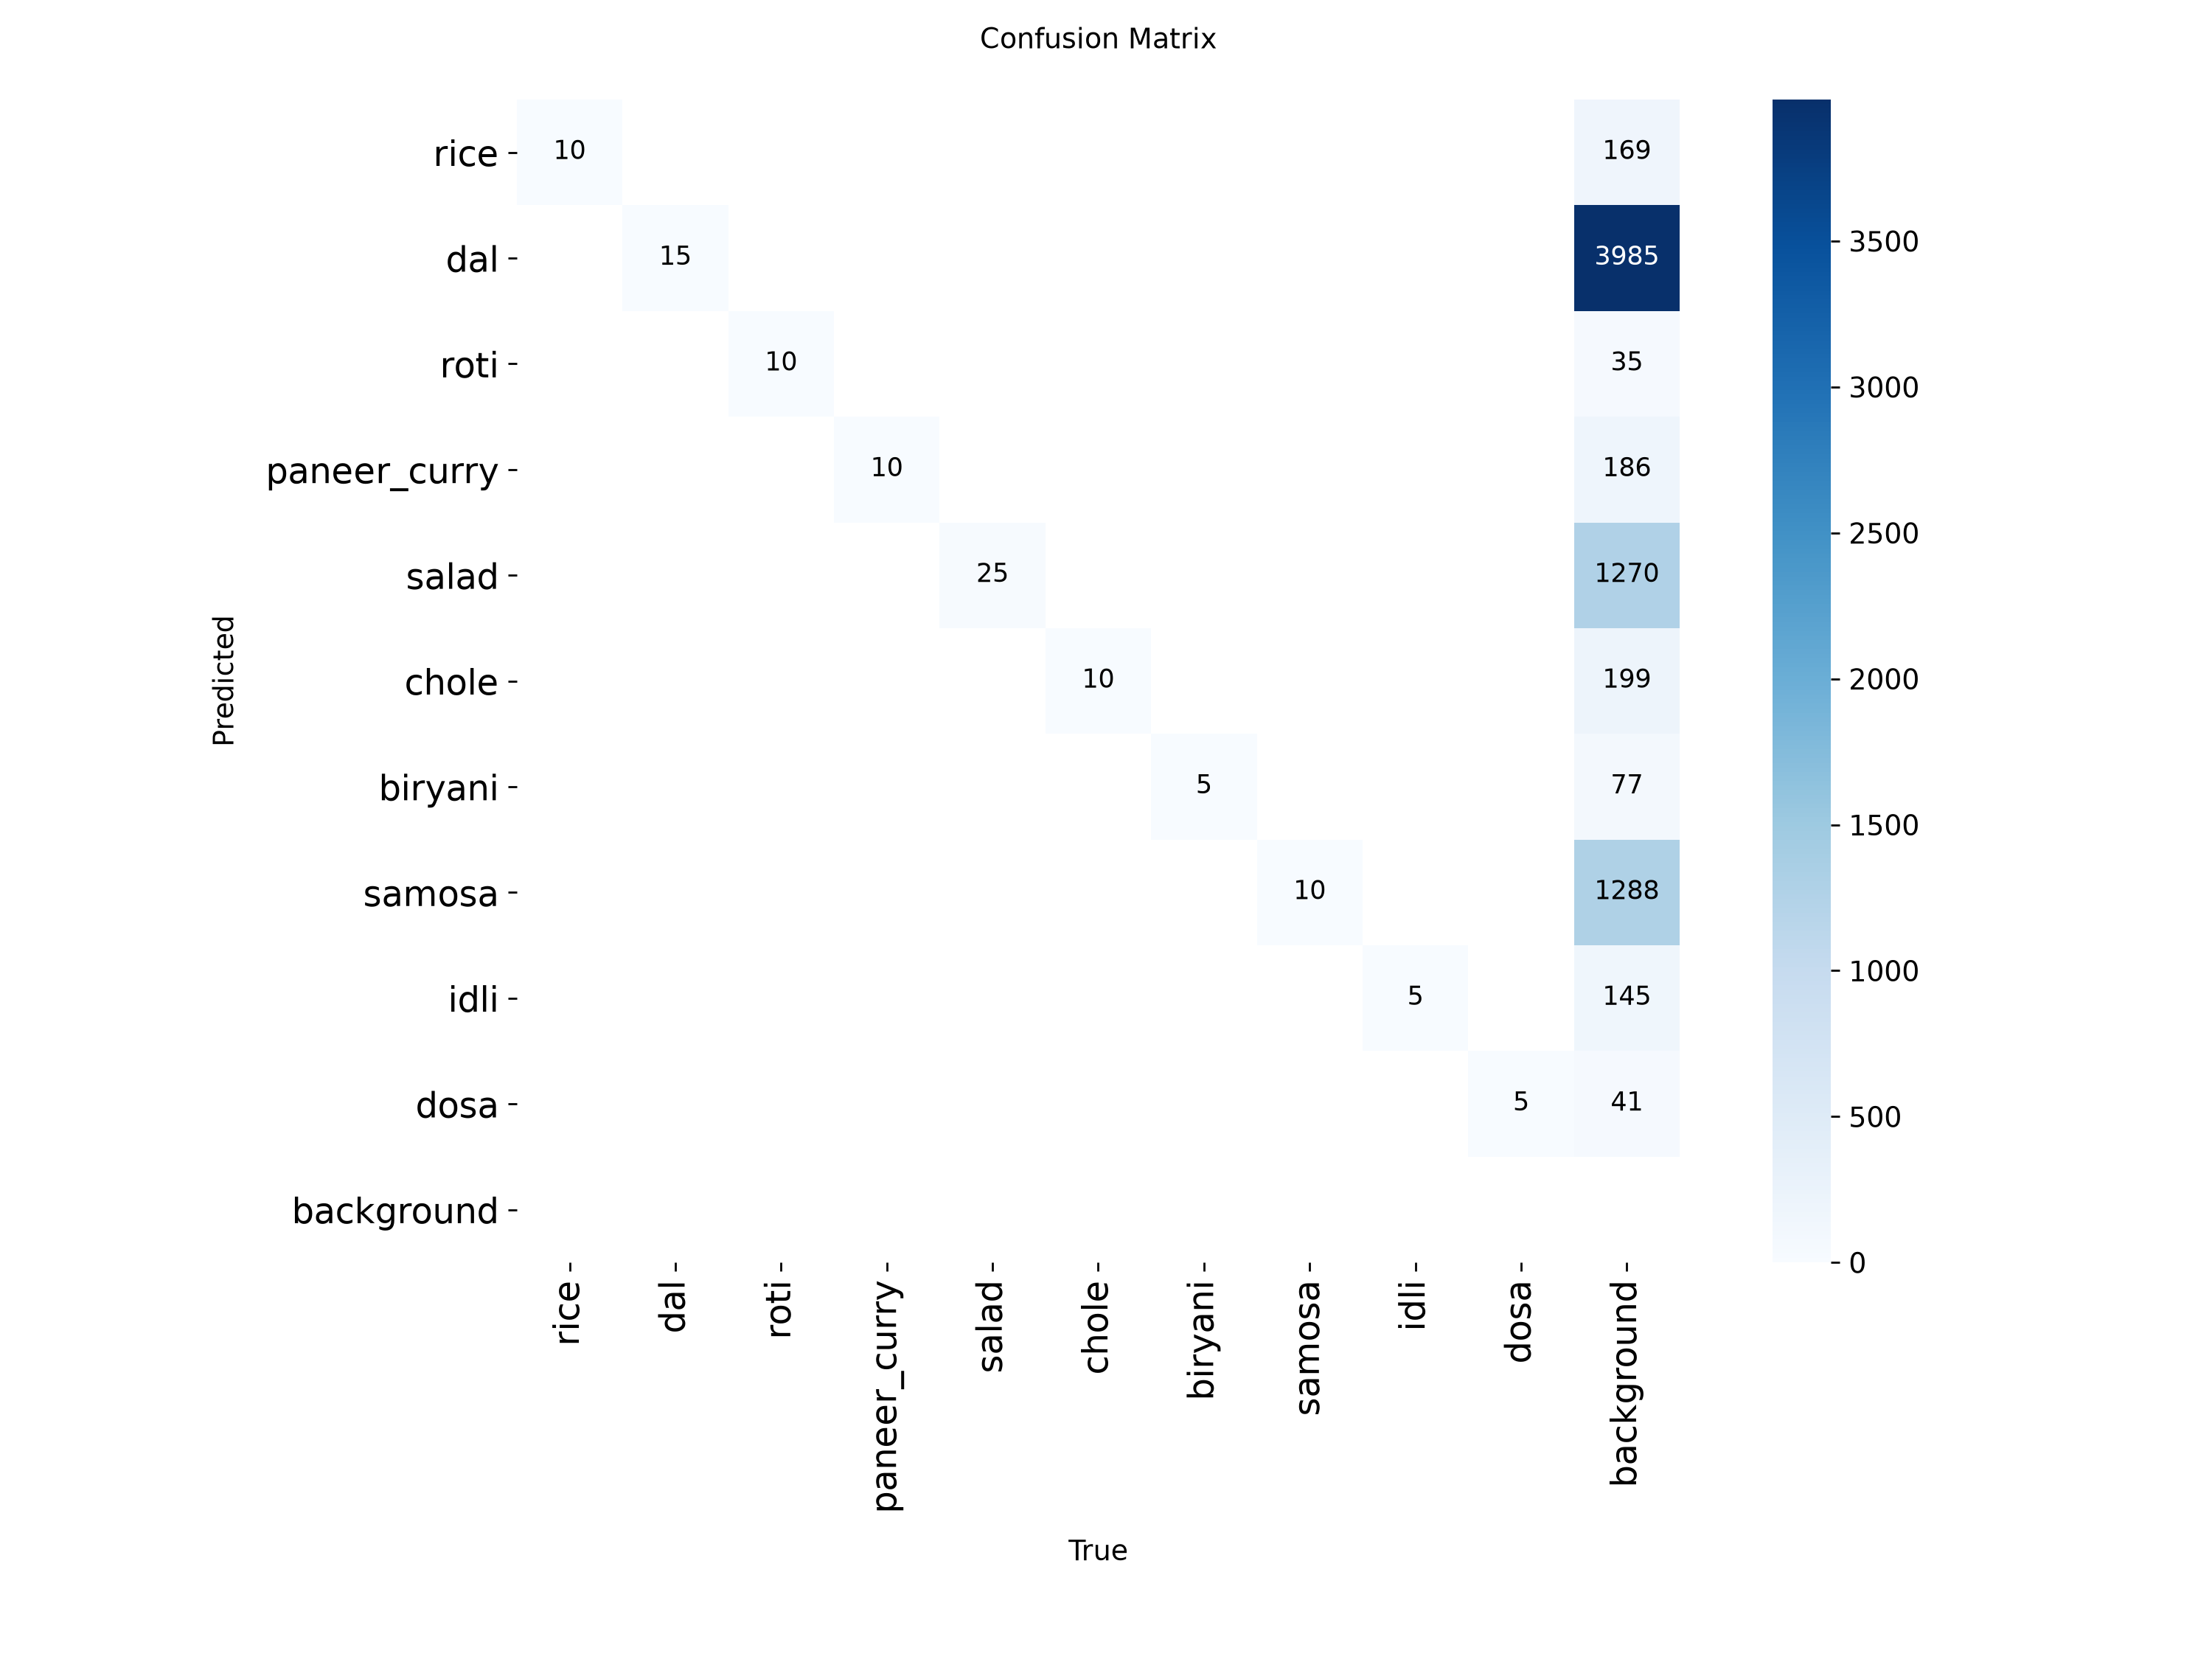 Confusion Matrix
rice 10 169
dal 15 3985
roti 10 35
paneer_curry 10 186
salad 25 1270
chole 10 199
biryani 5 77
samosa 10 1288
idli 5 145
dosa 5 41
background
Predicted
rice dal roti paneer_curry salad chole biryani samosa idli dosa background
True
3500
3000
2500
2000
1500
1000
500
0